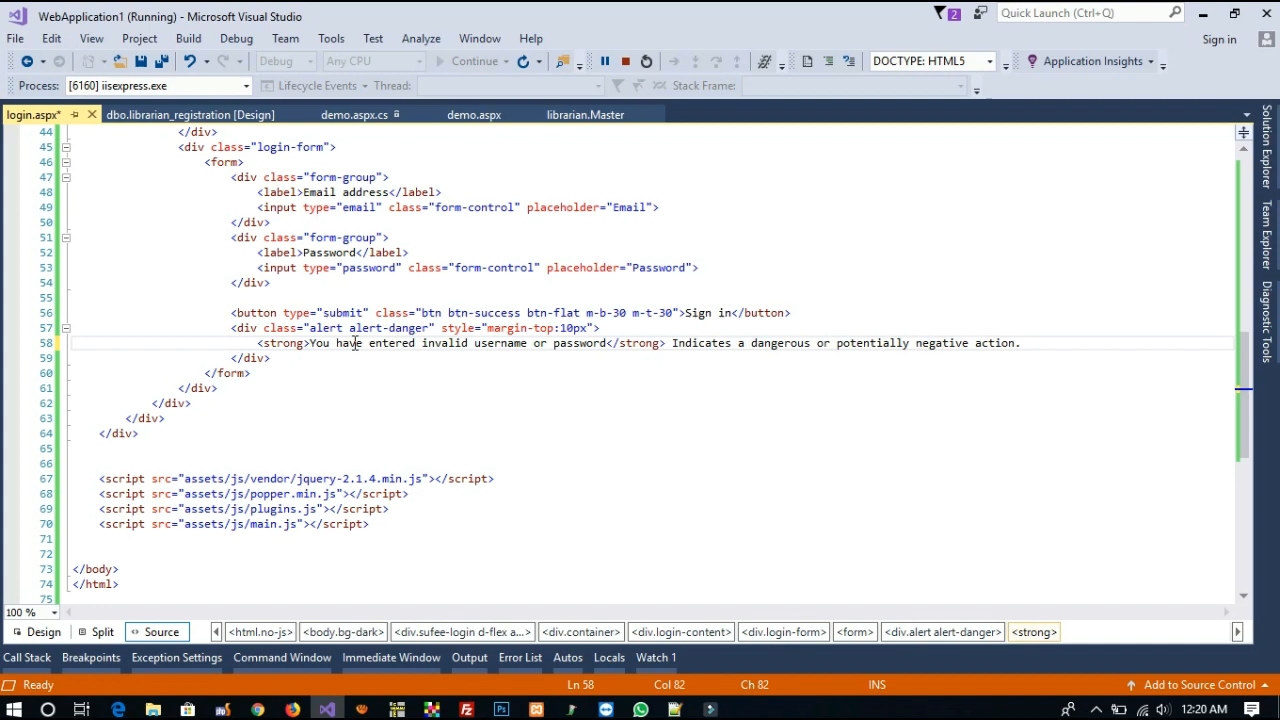 WebApplication1 (Running) - Microsoft Visual Studio
2
Quick Launch (Ctrl+Q)
File Edit View Project Build Debug Team Tools Test Analyze Window Help
Sign in
Debug Any CPU Continue DOCTYPE: HTML5 Application Insights
Process: [6160] iisexpress.exe Lifecycle Events Thread: Stack Frame:
login.aspx* dbo.librarian_registration [Design] demo.aspx.cs demo.aspx librarian.Master
44 </div>
45 <div class="login-form">
46 <form>
47 <div class="form-group">
48 <label>Email address</label>
49 <input type="email" class="form-control" placeholder="Email">
50 </div>
51 <div class="form-group">
52 <label>Password</label>
53 <input type="password" class="form-control" placeholder="Password">
54 </div>
55
56 <button type="submit" class="btn btn-success btn-flat m-b-30 m-t-30">Sign in</button>
57 <div class="alert alert-danger" style="margin-top:10px">
58 <strong>You have entered invalid username or password</strong> Indicates a dangerous or potentially negative action.
59 </div>
60 </form>
61 </div>
62 </div>
63 </div>
64 </div>
65
66
67 <script src="assets/js/vendor/jquery-2.1.4.min.js"></script>
68 <script src="assets/js/popper.min.js"></script>
69 <script src="assets/js/plugins.js"></script>
70 <script src="assets/js/main.js"></script>
71
72
73 </body>
74 </html>
75
100 %
Design Split Source <html.no-js> <body.bg-dark> <div.sufee-login d-flex a...> <div.container> <div.login-content> <div.login-form> <form> <div.alert alert-danger> <strong>
Call Stack Breakpoints Exception Settings Command Window Immediate Window Output Error List Autos Locals Watch 1
Ready Ln 58 Col 82 Ch 82 INS Add to Source Control
12:20 AM
Solution Explorer
Team Explorer
Diagnostic Tools